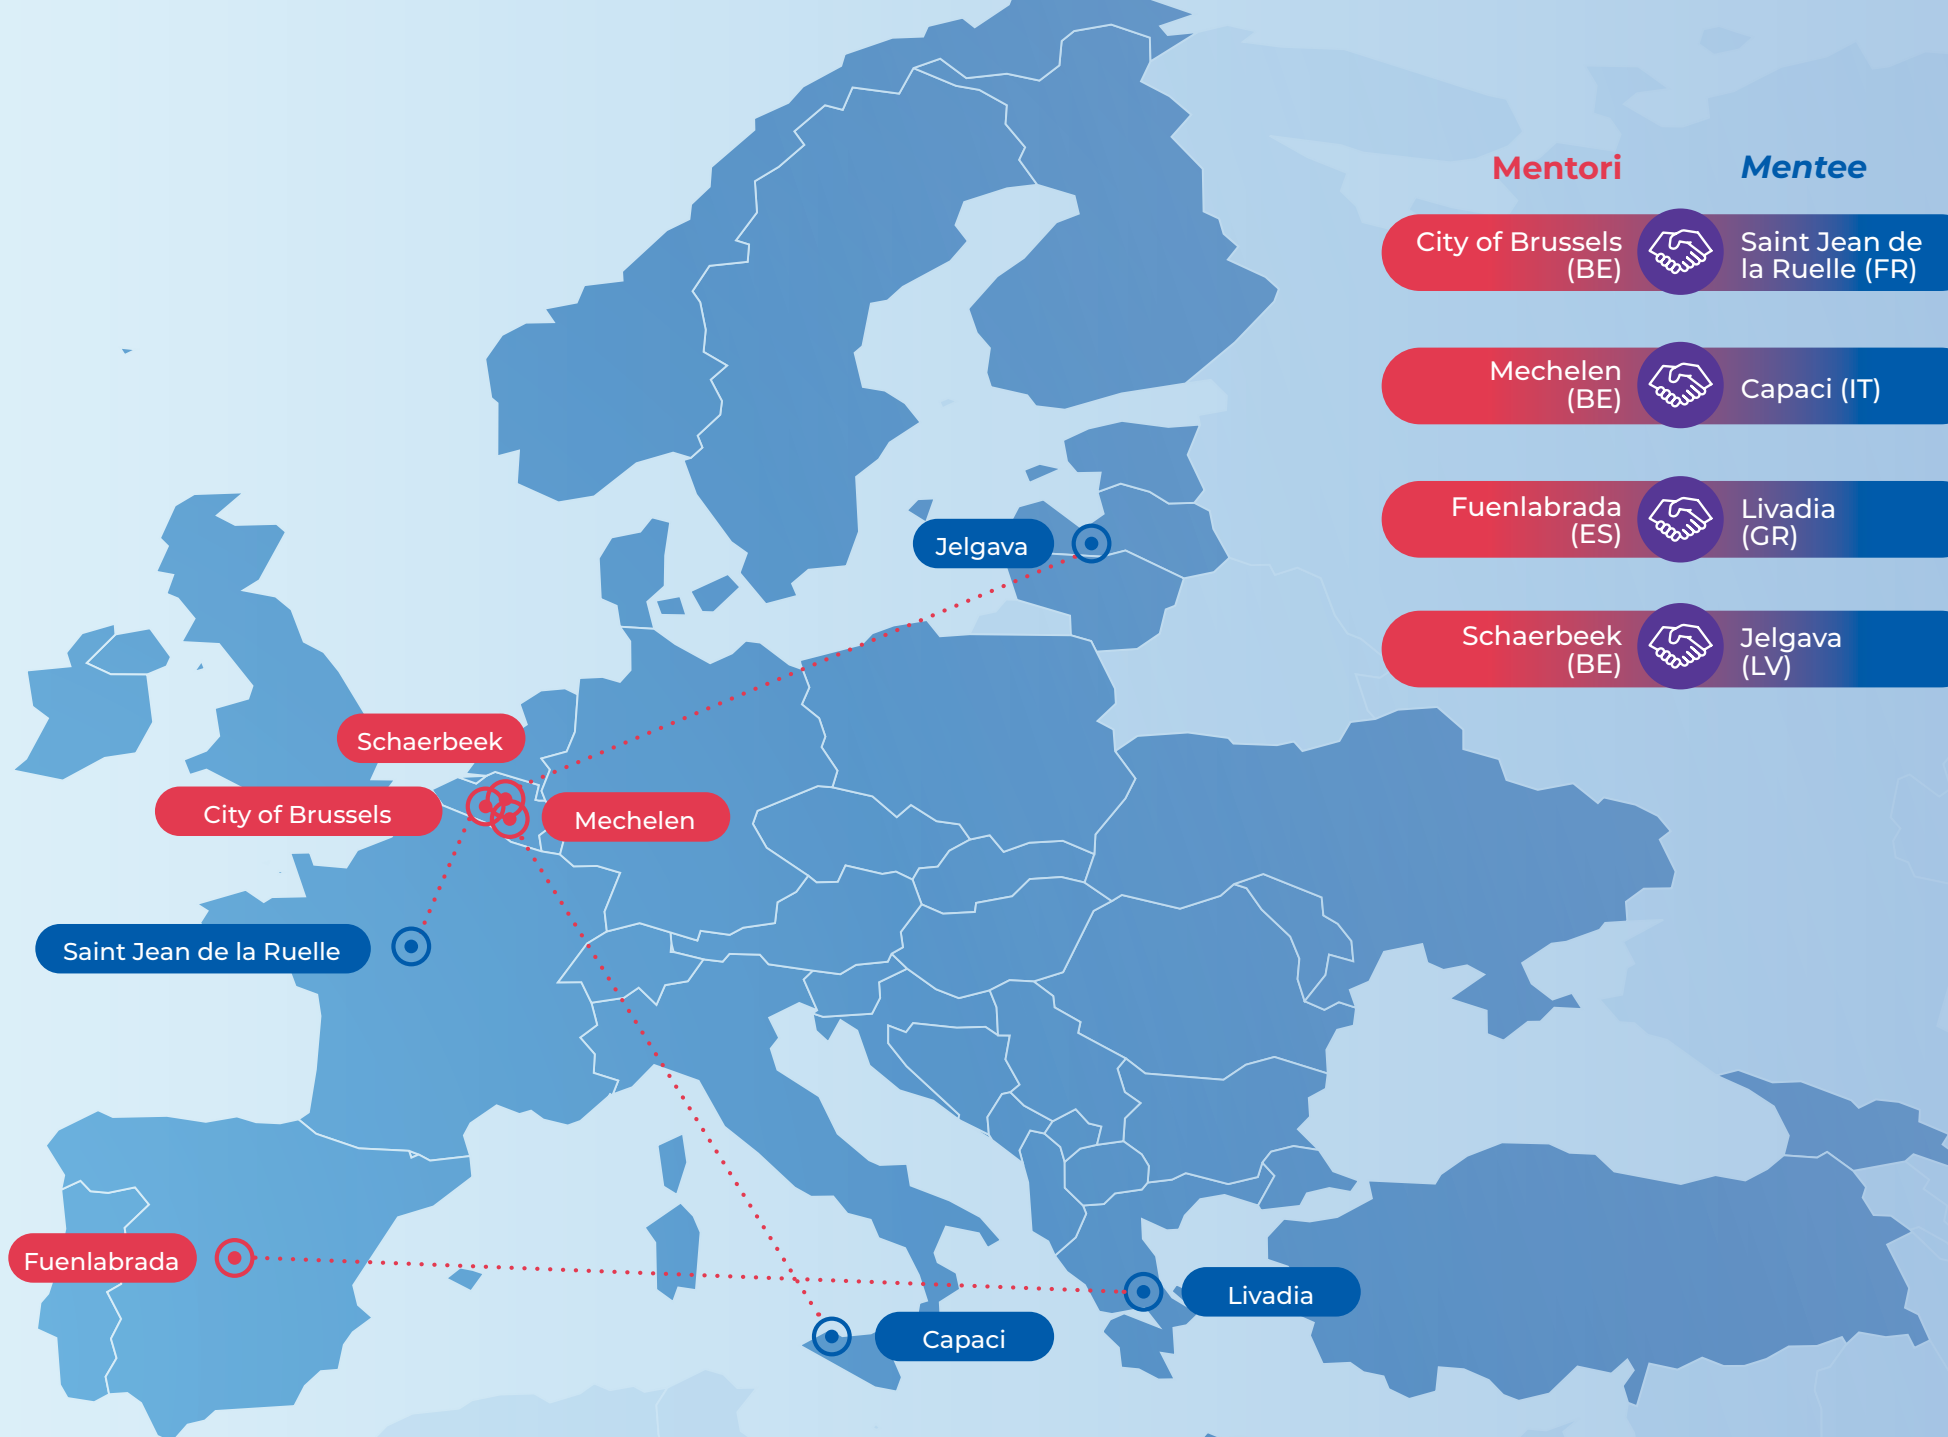 Mentori
Mentee
City of Brussels
(BE)
Saint Jean de
la Ruelle (FR)
Mechelen
(BE)
Capaci (IT)
Fuenlabrada
(ES)
Livadia
(GR)
Schaerbeek
(BE)
Jelgava
(LV)
Jelgava
Schaerbeek
City of Brussels
Mechelen
Saint Jean de la Ruelle
Fuenlabrada
Livadia
Capaci